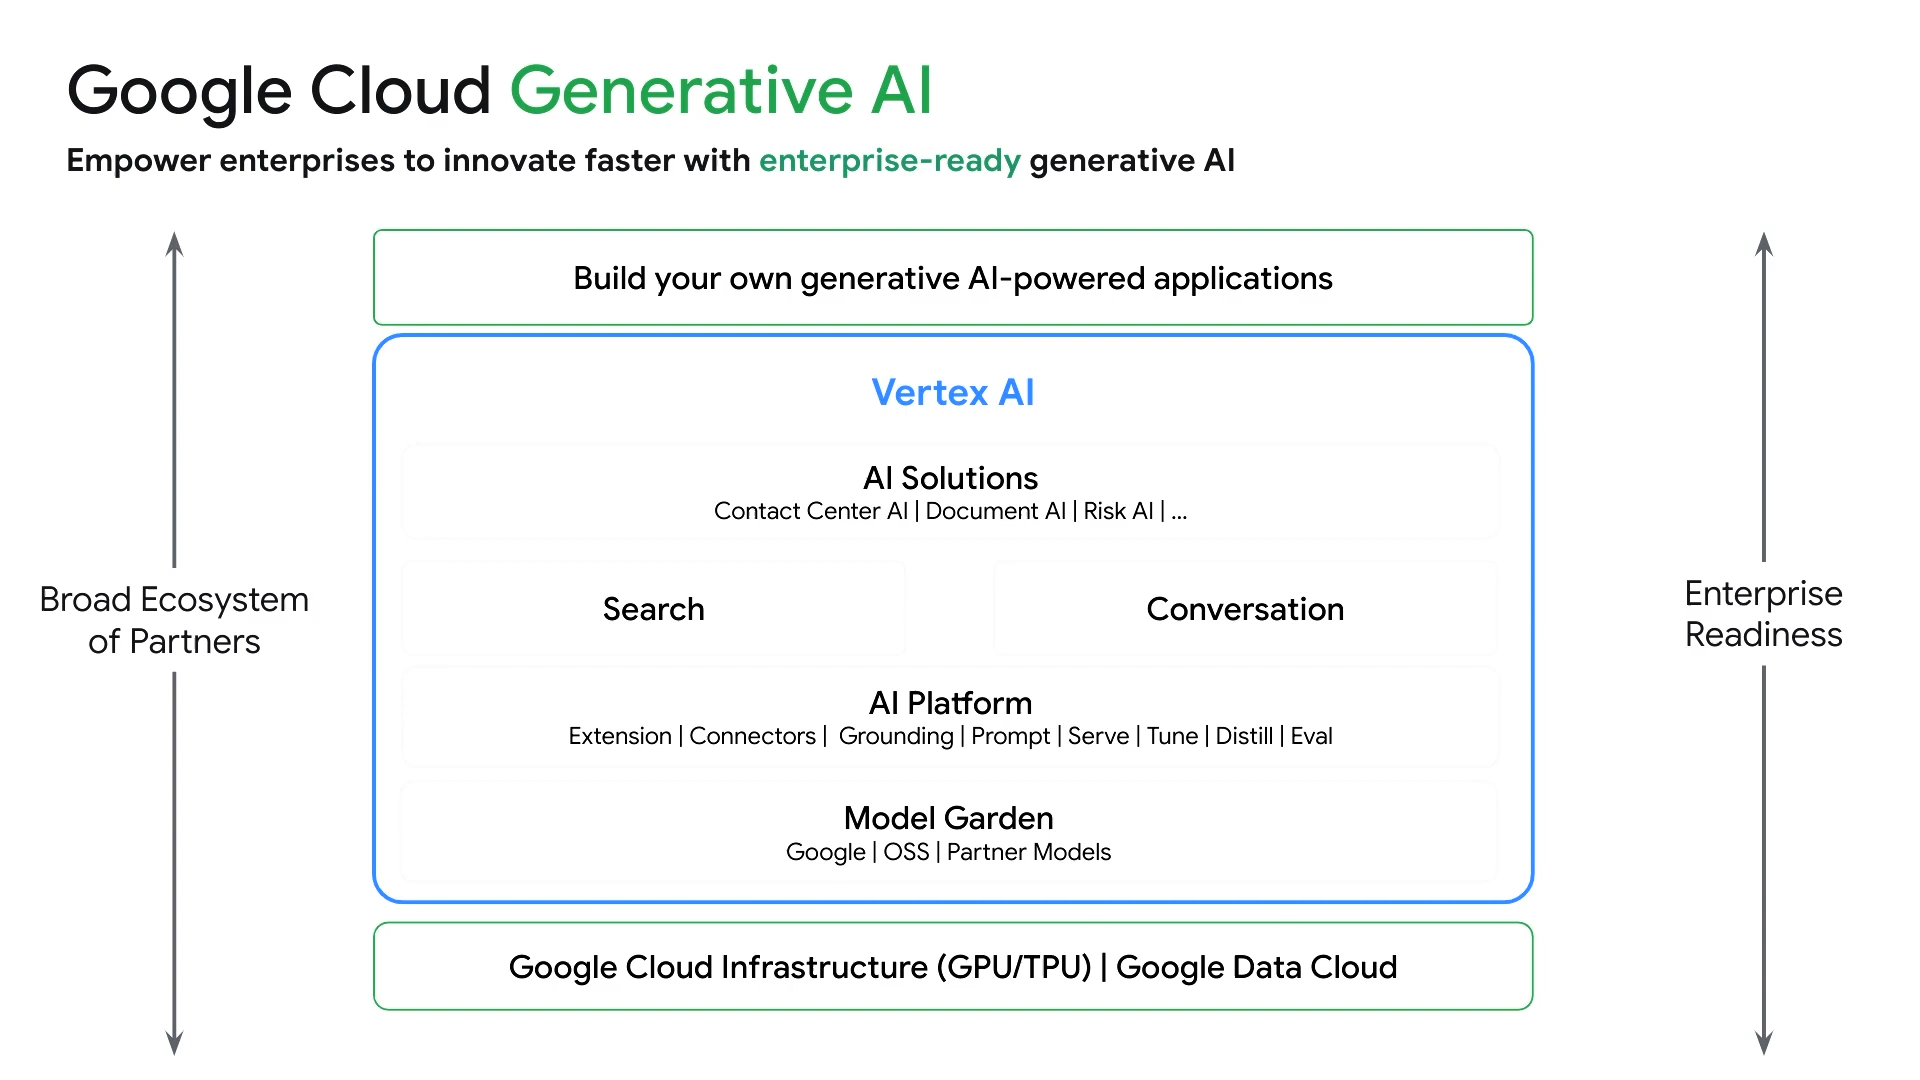 Google Cloud Generative AI
Empower enterprises to innovate faster with enterprise-ready generative AI
Build your own generative AI-powered applications
Vertex AI
AI Solutions
Contact Center AI | Document AI | Risk AI | ...
Broad Ecosystem
of Partners
Search
Conversation
Enterprise
Readiness
AI Platform
Extension | Connectors |  Grounding | Prompt | Serve | Tune | Distill | Eval
Model Garden
Google | OSS | Partner Models
Google Cloud Infrastructure (GPU/TPU) | Google Data Cloud